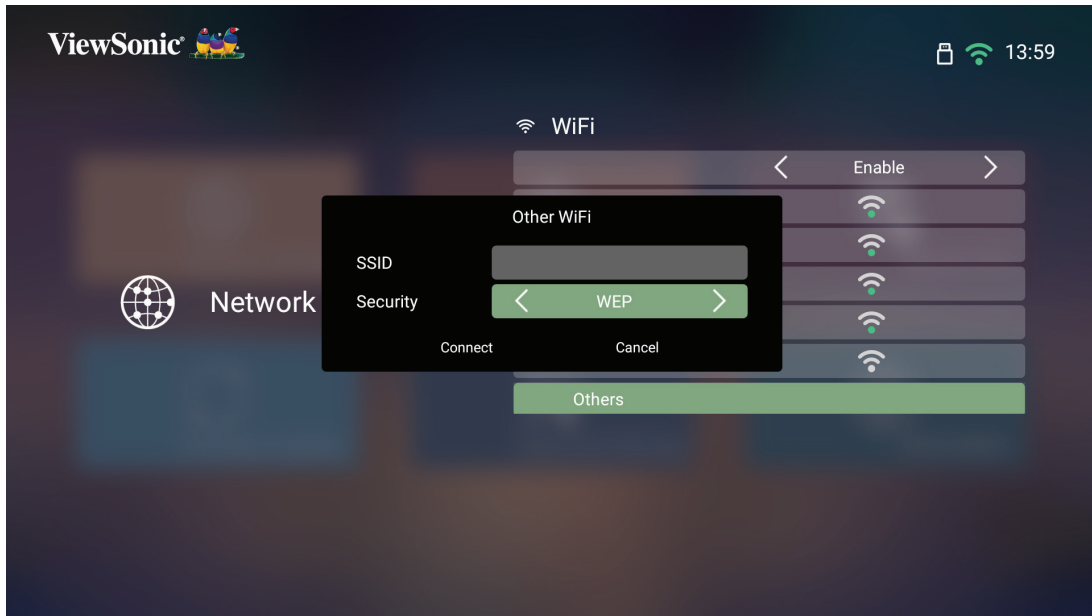 ViewSonic®
13:59
WiFi
Enable
Other WiFi
SSID
Network
Security
WEP
Connect
Cancel
Others